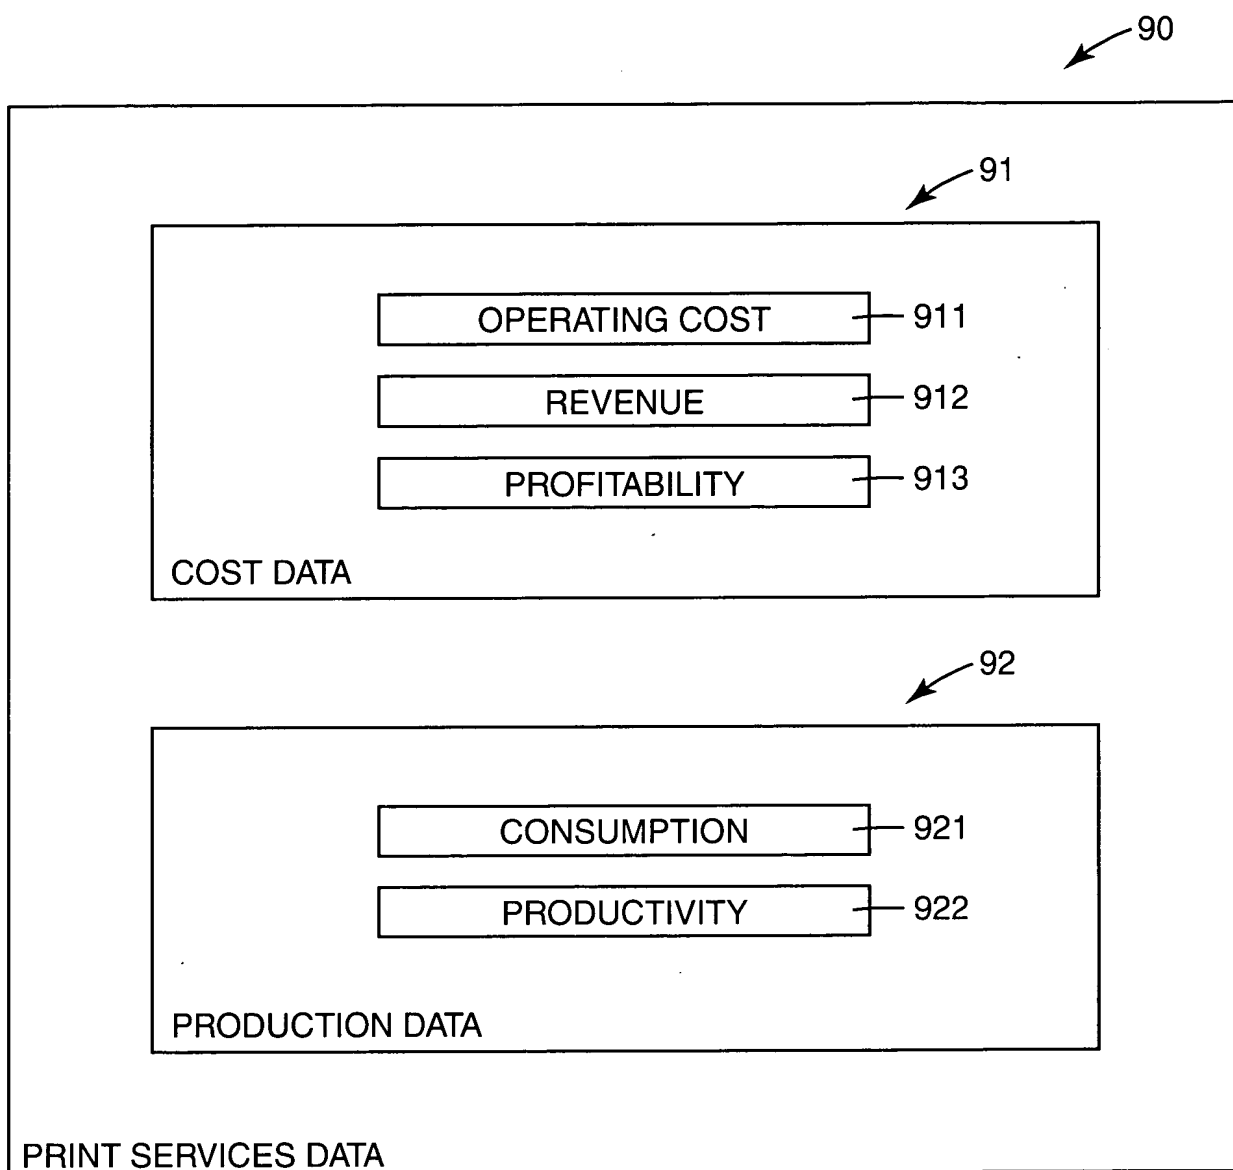 90
91
OPERATING COST 911
REVENUE 912
PROFITABILITY 913
COST DATA
92
CONSUMPTION 921
PRODUCTIVITY 922
PRODUCTION DATA
PRINT SERVICES DATA